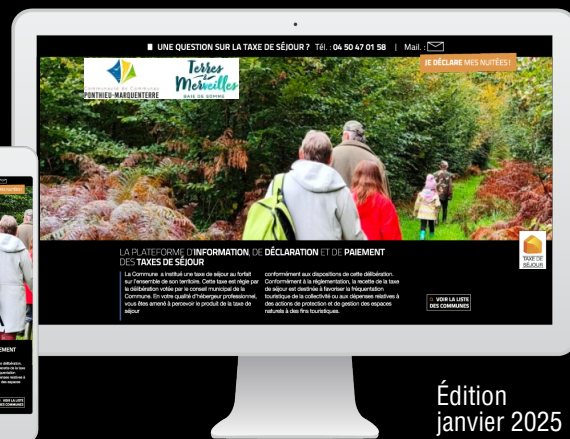 UNE QUESTION SUR LA TAXE DE SÉJOUR ? Tél. : 04 50 47 01 58 | Mail. :
JE DÉCLARE MES NUITÉES !
Communauté de Communes
PONTHIEU-MARQUENTERRE
Terres
&
Merveilles
BAIE DE SOMME
LA PLATEFORME D'INFORMATION, DE DÉCLARATION ET DE PAIEMENT
DES TAXES DE SÉJOUR
La Commune a institué une taxe de séjour au forfait
sur l'ensemble de son territoire. Cette taxe est régie par
la délibération votée par le conseil municipal de la
Commune. En votre qualité d'hébergeur professionnel,
vous êtes amené à percevoir le produit de la taxe de
séjour
conformément aux dispositions de cette délibération.
Conformément à la réglementation, la recette de la taxe
de séjour est destinée à favoriser la fréquentation
touristique de la collectivité ou aux dépenses relatives à
des actions de protection et de gestion des espaces
naturels à des fins touristiques.
TAXE DE
SÉJOUR
VOIR LA LISTE
DES COMMUNES
EMENT
VOIR LA LISTE
DES COMMUNES
Édition
janvier 2025